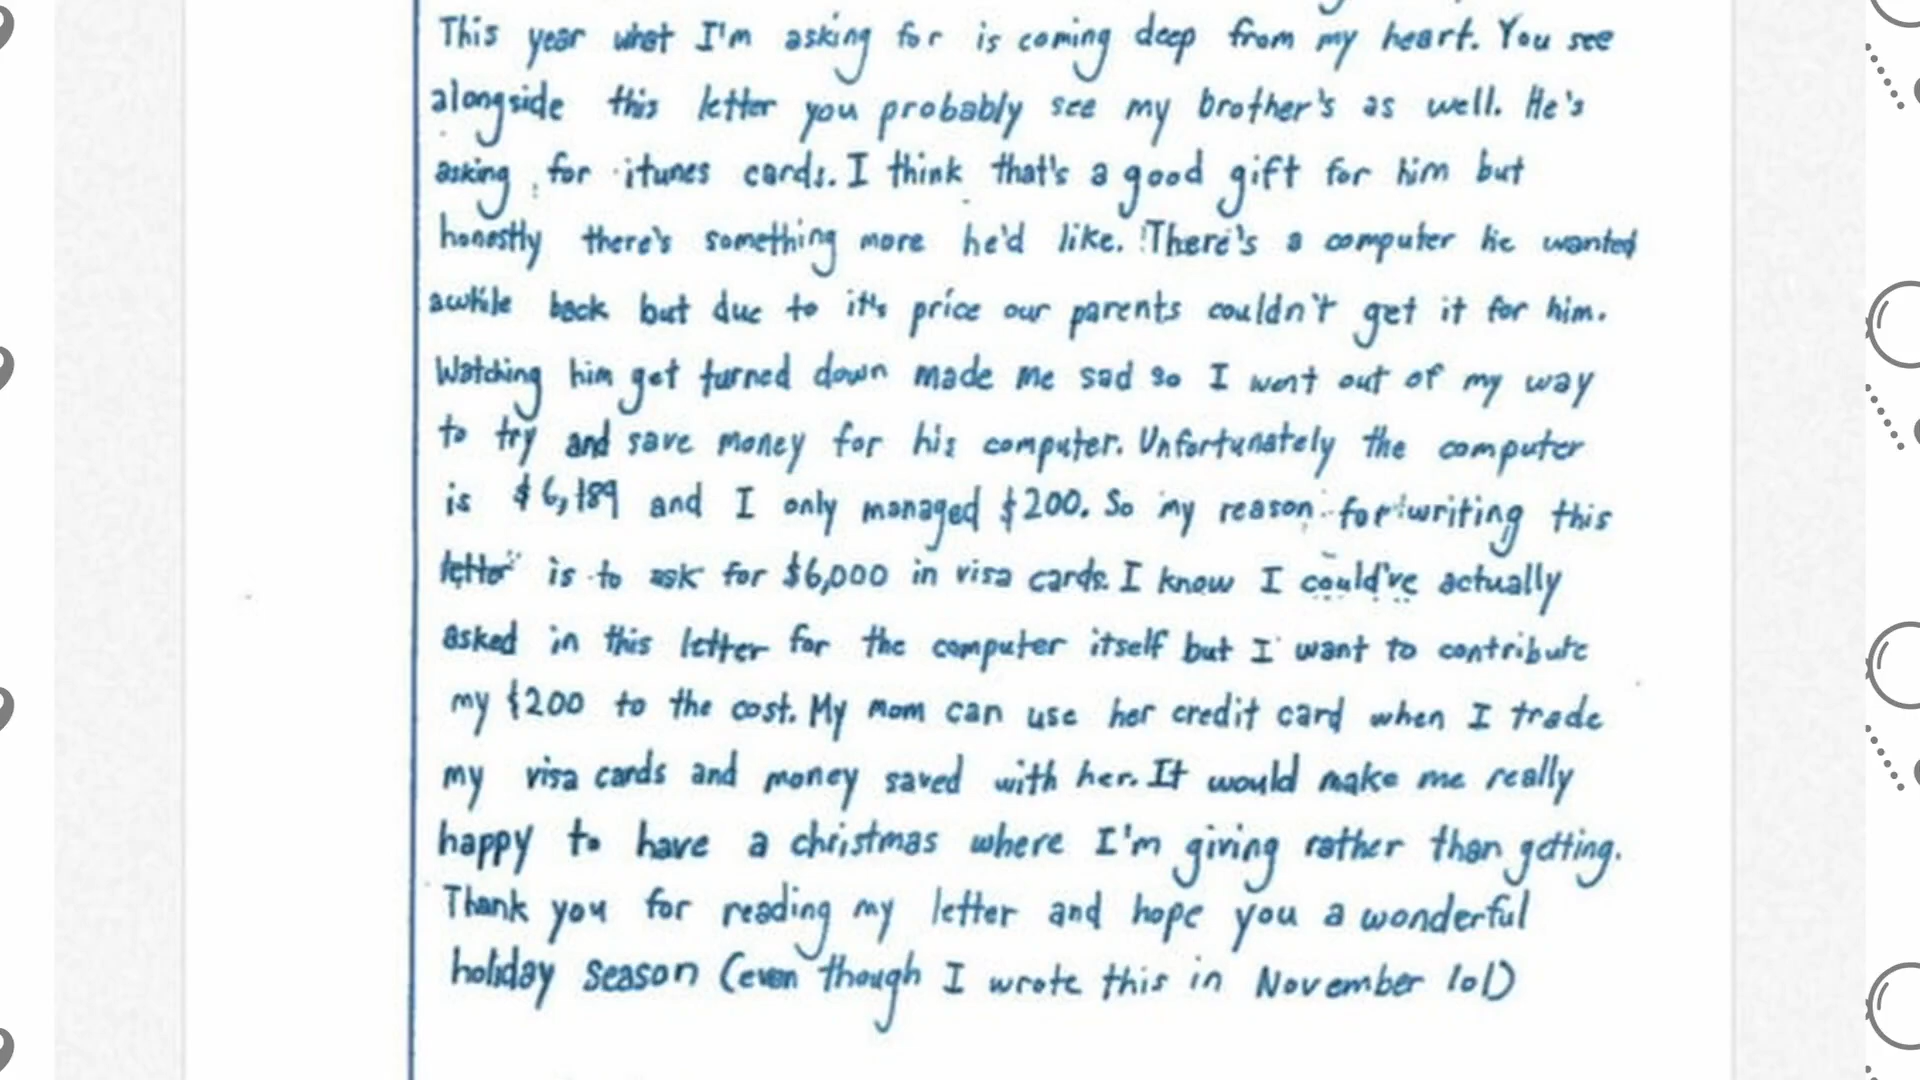 This year what I'm asking for is coming deep from my heart. You see
alongside this letter you probably see my brother's as well. He's
asking for itunes cards. I think that's a good gift for him but
honestly there's something more he'd like. There's a computer he wanted
awhile back but due to it's price our parents couldn't get it for him.
Watching him get turned down made me sad so I went out of my way
to try and save money for his computer. Unfortunately the computer
is $6,189 and I only managed $200. So my reason for writing this
letter is to ask for $6,000 in visa cards. I know I could've actually
asked in this letter for the computer itself but I want to contribute
my $200 to the cost. My mom can use her credit card when I trade
my visa cards and money saved with her. It would make me really
happy to have a christmas where I'm giving rather than getting.
Thank you for reading my letter and hope you a wonderful
holiday season (even though I wrote this in November lol)